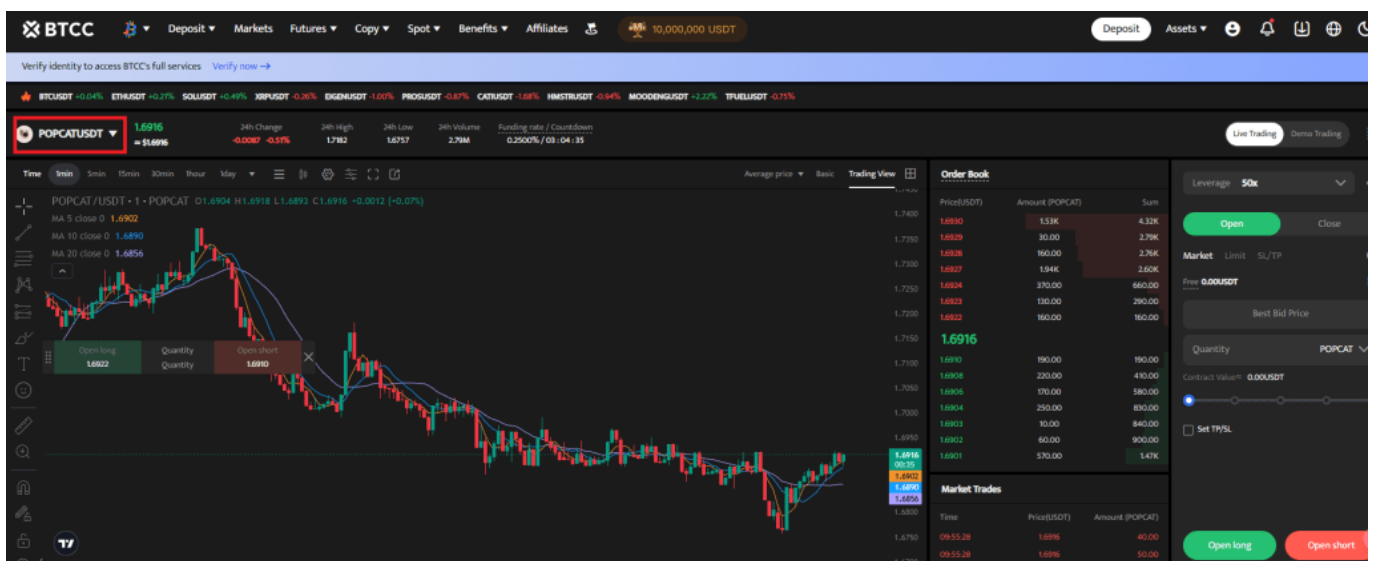 BTCC Deposit Markets Futures Copy Spot Benefits Affiliates 10,000,000 USDT Deposit Assets
Verify identity to access BTCC's full services Verify now →
BTCUSDT +0.04% ETHUSDT +0.21% SOLUSDT +0.49% XRPUSDT -0.26% EIGENUSDT -1.00% PROSUSDT -0.87% CATIUSDT -1.68% HMSTRUSDT -0.94% MOODENGUSDT +2.22% TFUELUSDT -0.75%
POPCATUSDT 1.6916 24h Change 24h High 24h Low 24h Volume Funding rate / Countdown Live Trading Demo Trading
≈ $1.6916 -0.0087 -0.51% 1.7182 1.6757 2.79M 0.2500% / 03 : 04 : 35
Time 1min 5min 15min 30min 1hour 1day Average price Basic Trading View
POPCAT/USDT • 1 • POPCAT O1.6904 H1.6918 L1.6893 C1.6916 +0.0012 (+0.07%)
MA 5 close 0 1.6902
MA 10 close 0 1.6890
MA 20 close 0 1.6856
Open long Quantity Open short
1.6922 Quantity 1.6910
1.7400
1.7350
1.7300
1.7250
1.7200
1.7150
1.7100
1.7050
1.7000
1.6950
1.6916
00:35
1.6902
1.6890
1.6856
1.6800
1.6750
Order Book
Price(USDT) Amount (POPCAT) Sum
1.6930 1.53K 4.32K
1.6929 30.00 2.79K
1.6928 160.00 2.76K
1.6927 1.94K 2.60K
1.6924 370.00 660.00
1.6923 130.00 290.00
1.6922 160.00 160.00
1.6916
1.6910 190.00 190.00
1.6908 220.00 410.00
1.6906 170.00 580.00
1.6904 250.00 830.00
1.6903 10.00 840.00
1.6902 60.00 900.00
1.6901 570.00 1.47K
Market Trades
Time Price(USDT) Amount (POPCAT)
09:55:28 1.6916 40.00
09:55:28 1.6916 50.00
Leverage 50x
Open Close
Market Limit SL/TP
Free 0.00USDT
Best Bid Price
Quantity POPCAT
Contract Value≈ 0.00USDT
Set TP/SL
Open long Open short